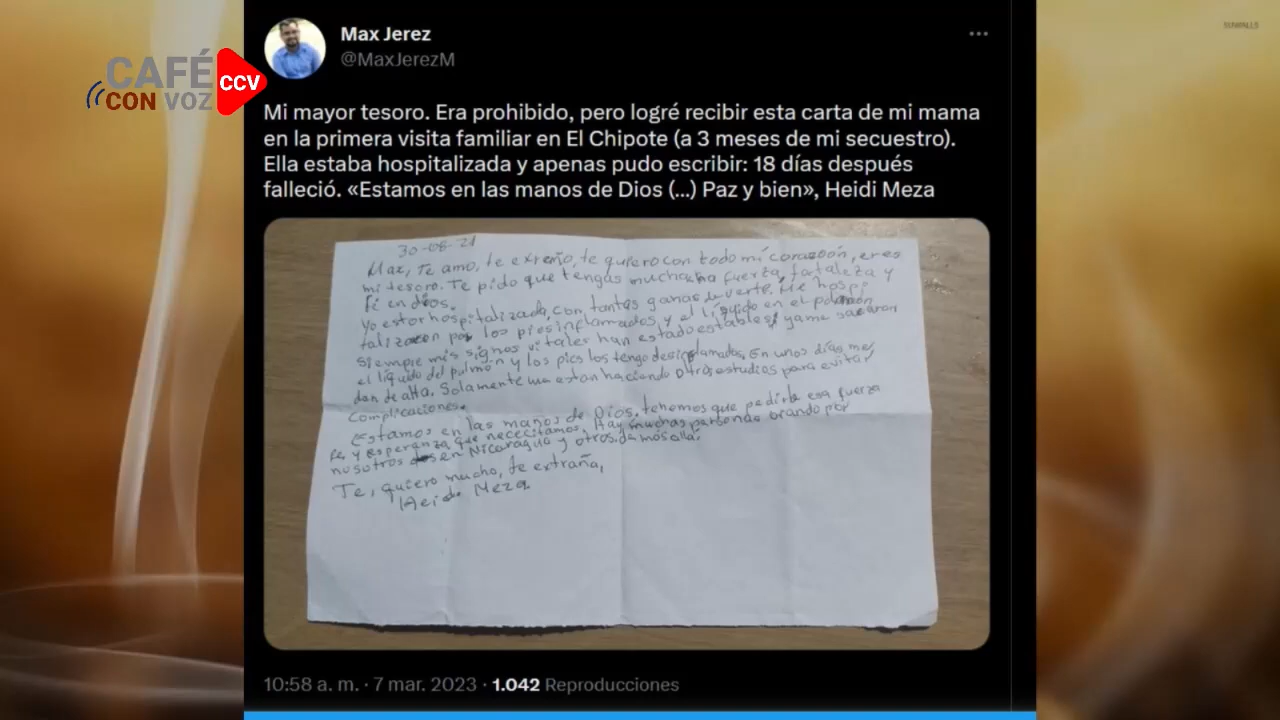 CAFÉ
CON VOZ
CCV
Max Jerez
@MaxJerezM
Mi mayor tesoro. Era prohibido, pero logré recibir esta carta de mi mama
en la primera visita familiar en El Chipote (a 3 meses de mi secuestro).
Ella estaba hospitalizada y apenas pudo escribir: 18 días después
falleció. «Estamos en las manos de Dios (...) Paz y bien», Heidi Meza
30-08-21
Max, Te amo, te extraño, te quiero con todo mi corazoón, eres
mi tesoro. Te pido que tengas mucha fuerza, fortaleza y
fé en dios.
Yo estor hospitalizada, con tantas ganas de verte. Me hospi
talizaron por los pies inflamados y el líquido en el pulmón
Siempre mis signos vitales han estado estables, ya me sacaron
el líquido del pulmón y los pies los tengo desinflamados. En unos días me
dan de alta. Solamente me estan haciendo otros estudios para evitar
complicaciones.
Estamos en las manos de Dios, tenemos que pedirle esa fuerza
fe, y esperanza que nececitamos. Hay muchas personas orando por
nosotros en Nicaragua y otros de mas alla.
Te, quiero mucho, te extraña,
Heidi Meza
10:58 a. m. · 7 mar. 2023 · 1.042 Reproducciones